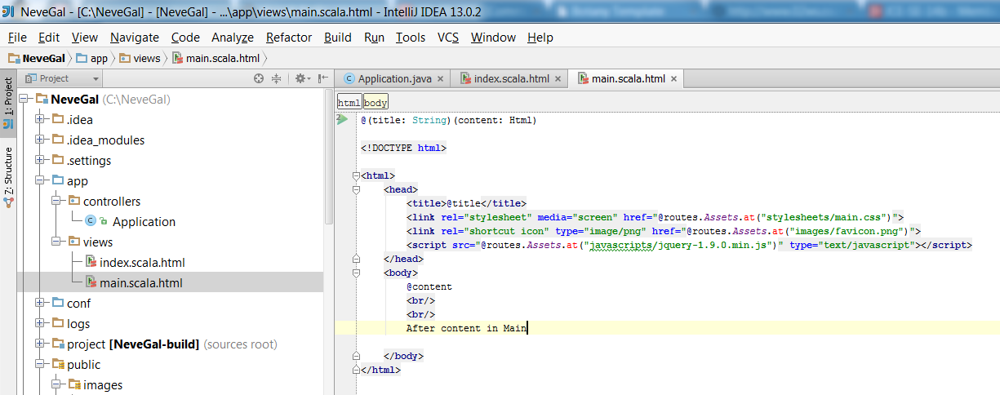 NeveGal - [C:\NeveGal] - [NeveGal] - ...\app\views\main.scala.html - IntelliJ IDEA 13.0.2
File Edit View Navigate Code Analyze Refactor Build Run Tools VCS Window Help
NeveGal app views main.scala.html
1: Project
Z: Structure
Project
NeveGal (C:\NeveGal)
.idea
.idea_modules
.settings
app
controllers
Application
views
index.scala.html
main.scala.html
conf
logs
project [NeveGal-build] (sources root)
public
images
Application.java index.scala.html main.scala.html
html body
@(title: String)(content: Html)
<!DOCTYPE html>
<html>
<head>
<title>@title</title>
<link rel="stylesheet" media="screen" href="@routes.Assets.at("stylesheets/main.css")">
<link rel="shortcut icon" type="image/png" href="@routes.Assets.at("images/favicon.png")">
<script src="@routes.Assets.at("javascripts/jquery-1.9.0.min.js")" type="text/javascript"></script>
</head>
<body>
@content
<br/>
<br/>
After content in Main
</body>
</html>